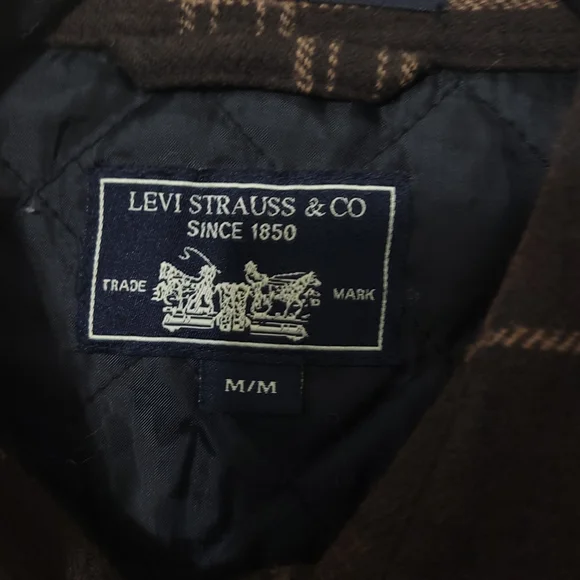 LEVI STRAUSS & CO
SINCE 1850
TRADE MARK
M/M